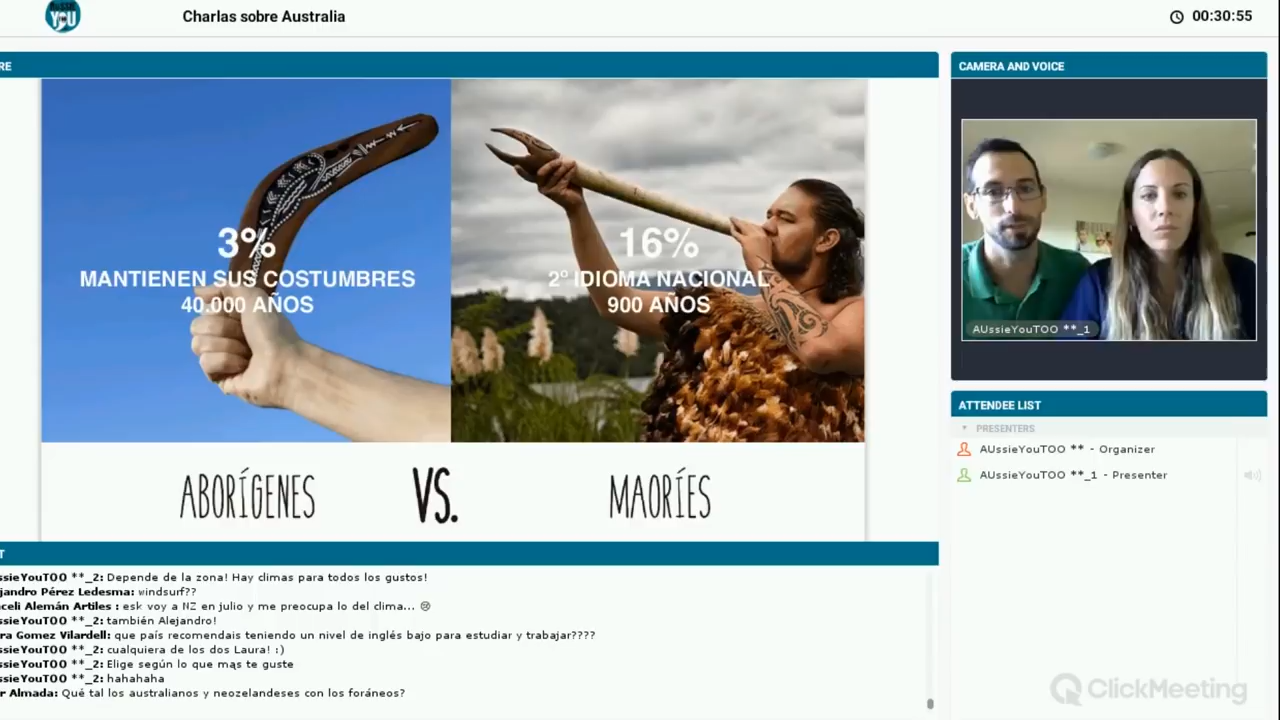 YOU
Charlas sobre Australia
00:30:55
RE
CAMERA AND VOICE
3%
MANTIENEN SUS COSTUMBRES
40.000 AÑOS
16%
2º IDIOMA NACIONAL
900 AÑOS
ABORÍGENES VS. MAORÍES
AUssieYouTOO **_1
ATTENDEE LIST
PRESENTERS
AUssieYouTOO ** - Organizer
AUssieYouTOO **_1 - Presenter
T
ssieYouTOO **_2: Depende de la zona! Hay climas para todos los gustos!
jandro Pérez Ledesma: windsurf??
celi Alemán Artiles : esk voy a NZ en julio y me preocupa lo del clima...
ssieYouTOO **_2: también Alejandro!
ra Gomez Vilardell: que país recomendais teniendo un nivel de inglés bajo para estudiar y trabajar????
ssieYouTOO **_2: cualquiera de los dos Laura! :)
ssieYouTOO **_2: Elige según lo que mąs te guste
ssieYouTOO **_2: hahahaha
r Almada: Qué tal los australianos y neozelandeses con los foráneos?
ClickMeeting